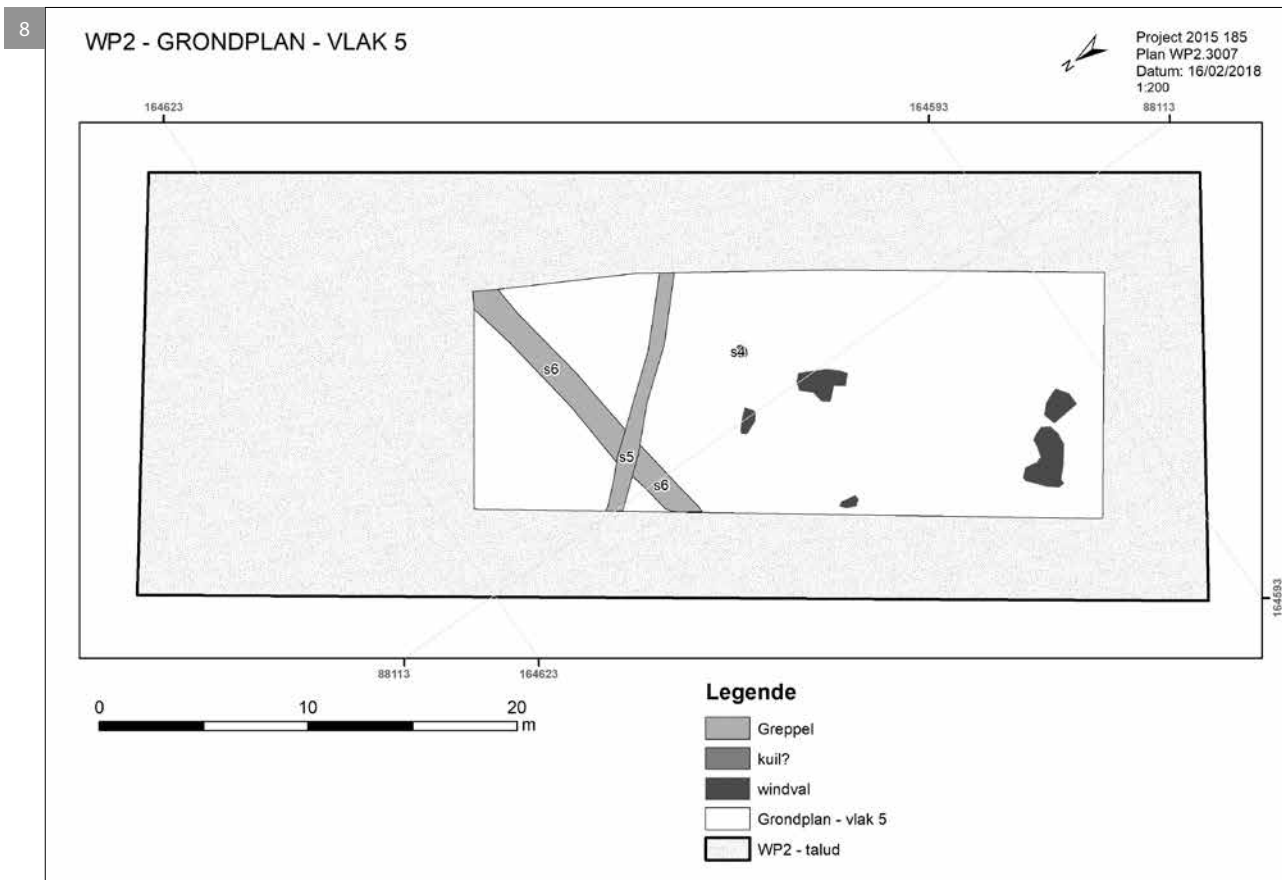 8
WP2 - GRONDPLAN - VLAK 5
N
Project 2015 185
Plan WP2.3007
Datum: 16/02/2018
1:200
164623
164593
88113
s4
s6
s5
s6
164593
88113
164623
0 10 20
m
Legende
Greppel
kuil?
windval
Grondplan - vlak 5
WP2 - talud